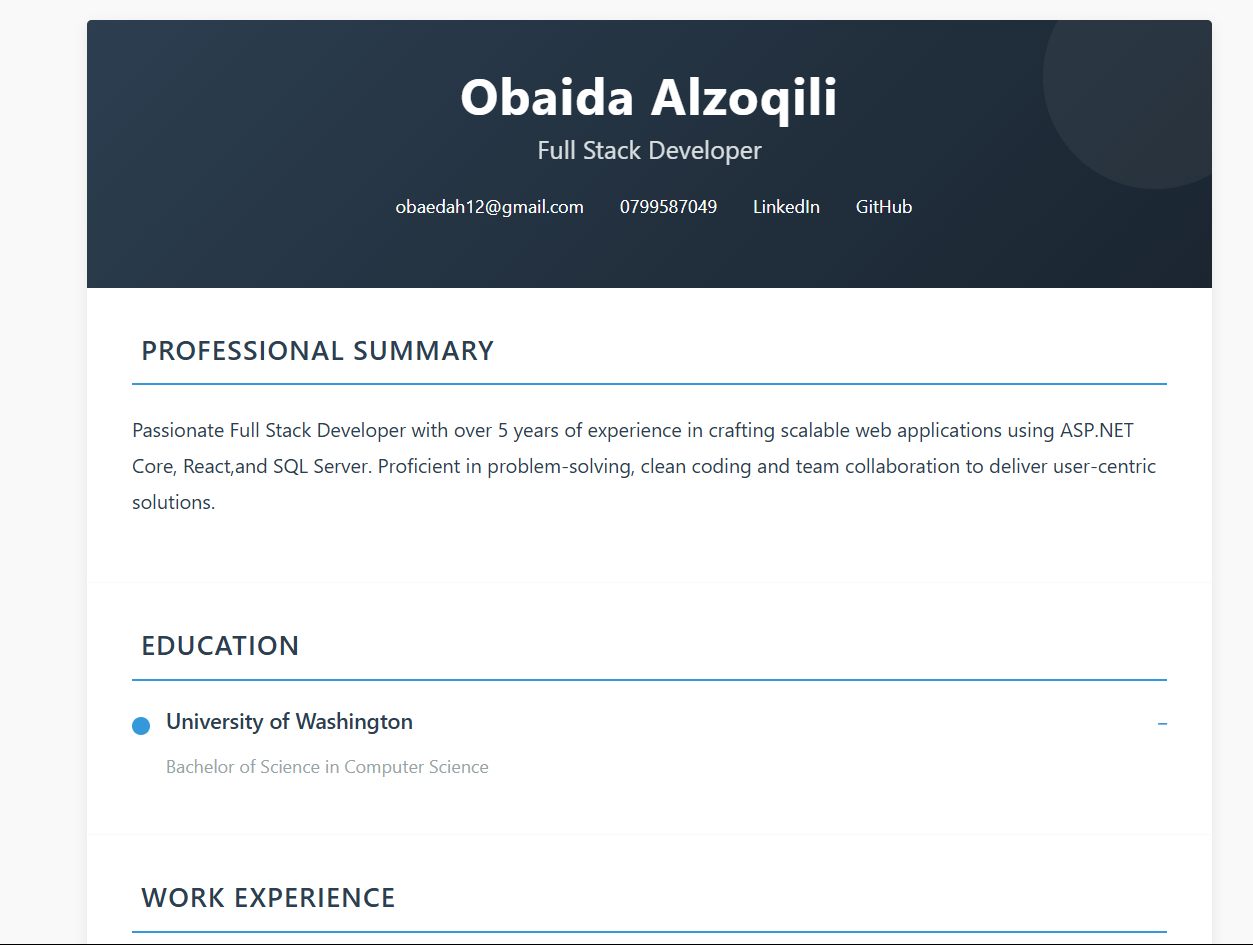 Obaida Alzoqili
Full Stack Developer
obaedah12@gmail.com 0799587049 LinkedIn GitHub
PROFESSIONAL SUMMARY
Passionate Full Stack Developer with over 5 years of experience in crafting scalable web applications using ASP.NET
Core, React,and SQL Server. Proficient in problem-solving, clean coding and team collaboration to deliver user-centric
solutions.
EDUCATION
University of Washington –
Bachelor of Science in Computer Science
WORK EXPERIENCE